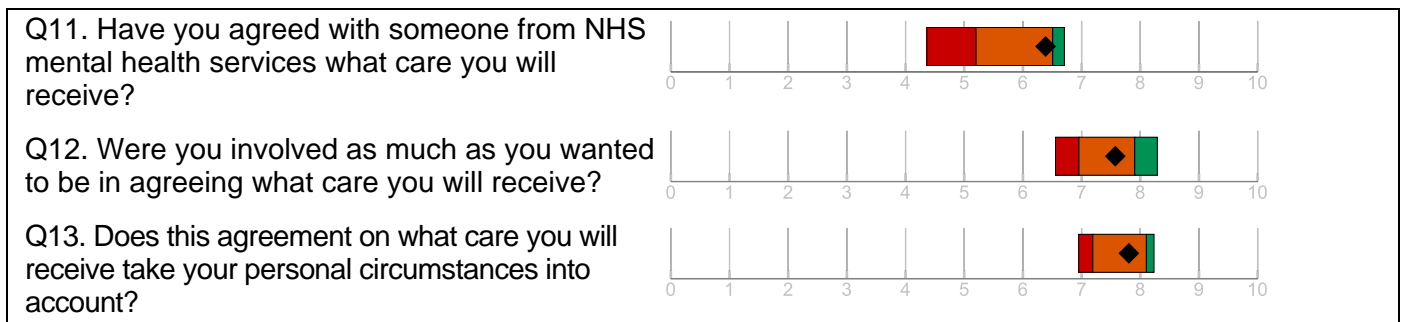 Q11. Have you agreed with someone from NHS
mental health services what care you will
receive?
0 1 2 3 4 5 6 7 8 9 10
Q12. Were you involved as much as you wanted
to be in agreeing what care you will receive?
0 1 2 3 4 5 6 7 8 9 10
Q13. Does this agreement on what care you will
receive take your personal circumstances into
account?
0 1 2 3 4 5 6 7 8 9 10